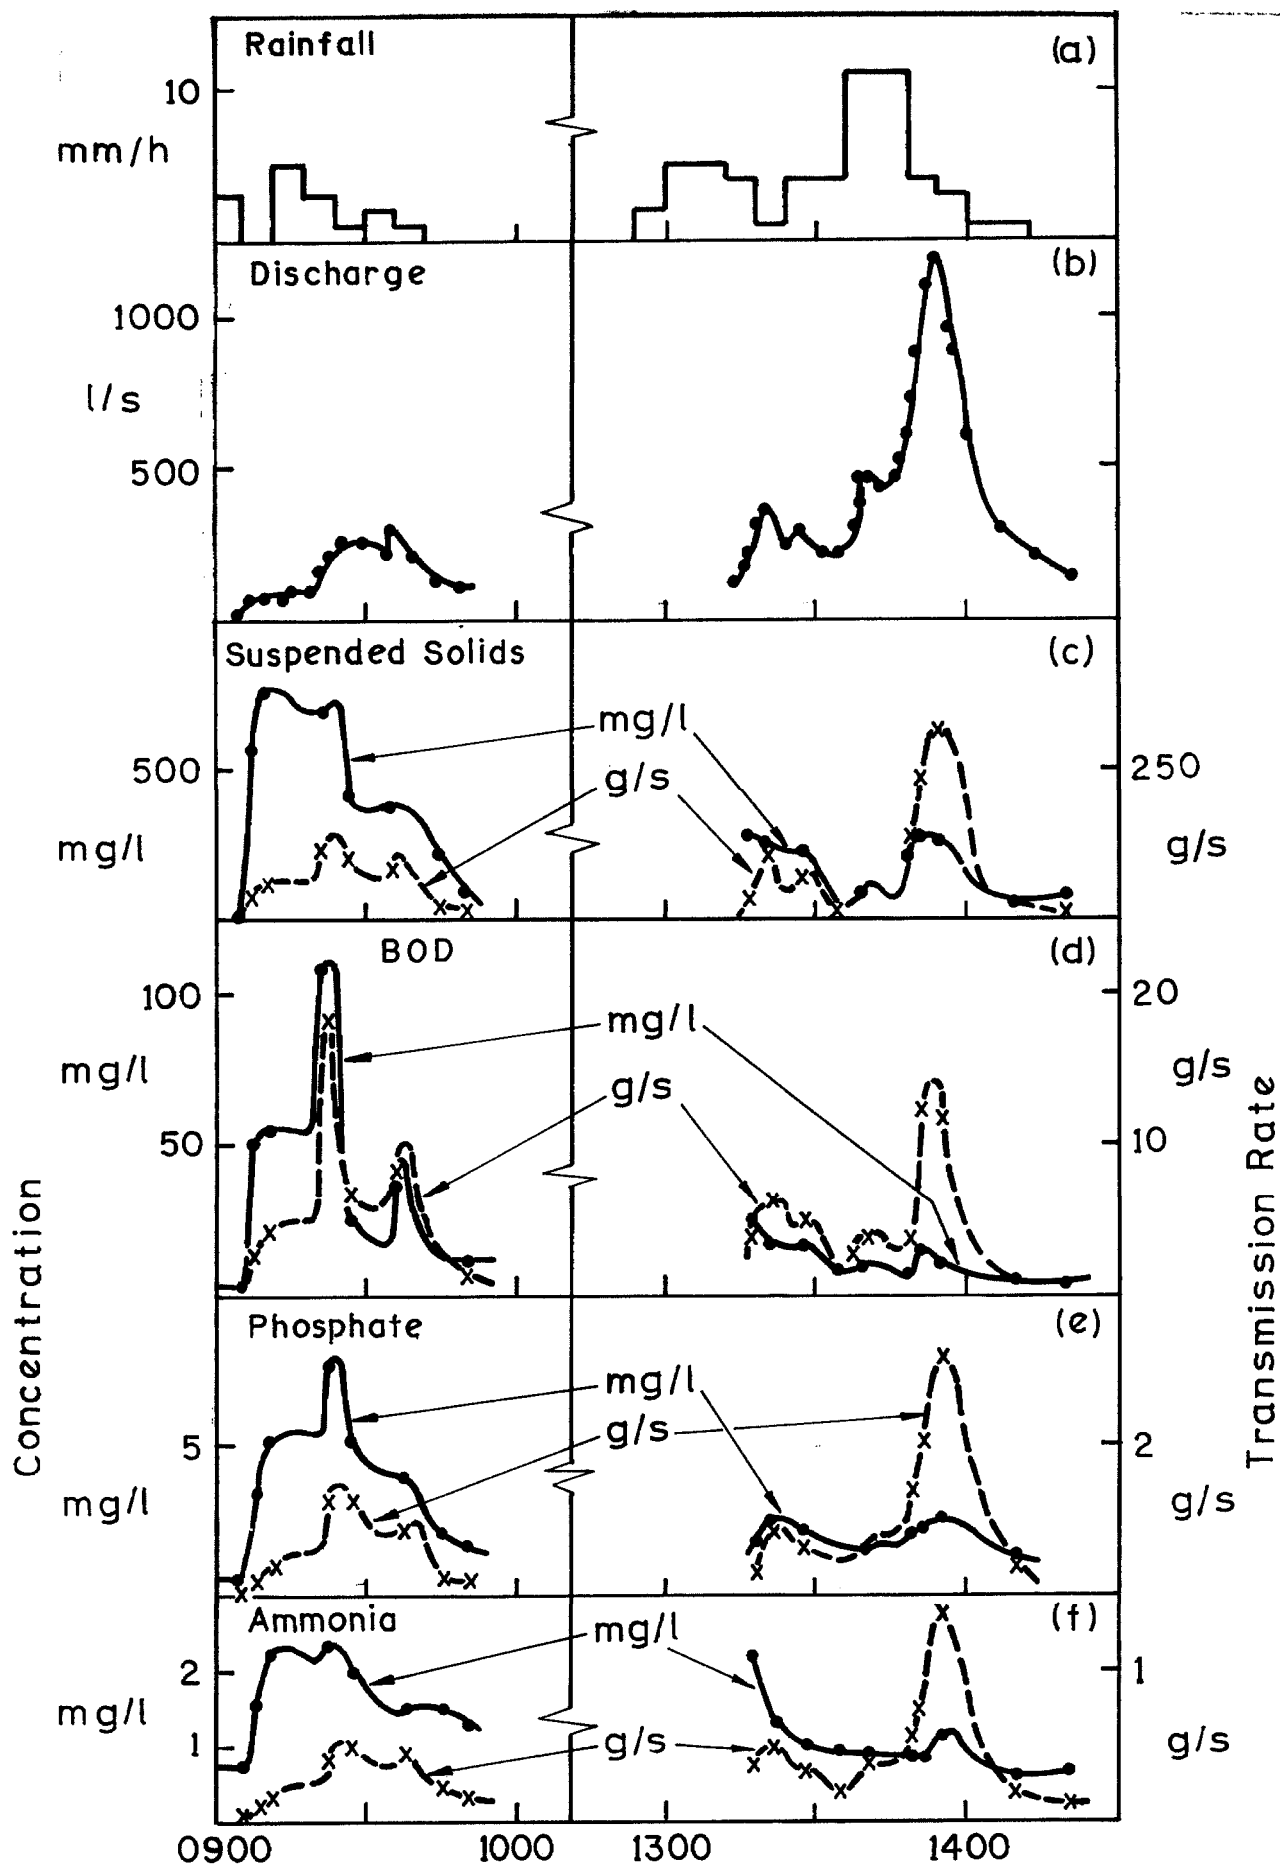 Rainfall (a)
10
mm/h
Discharge (b)
1000
l/s
500
Suspended Solids (c)
mg/l
500 g/s 250
mg/l g/s
BOD (d)
100 mg/l 20
mg/l g/s
g/s
50 10
Phosphate (e)
mg/l
5 g/s 2
mg/l g/s
Ammonia (f)
mg/l
2 1
mg/l g/s g/s
1
0900 1000 1300 1400
Concentration
Transmission Rate